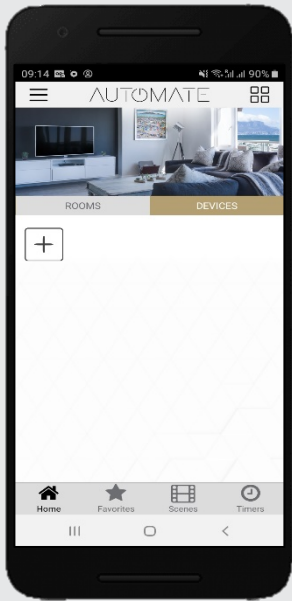 09:14 90%
AUTOMATE
ROOMS DEVICES
+
Home Favorites Scenes Timers